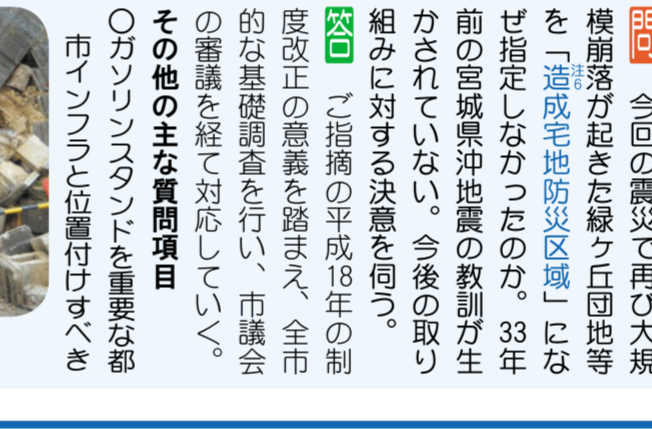 問　今回の震災で再び大規
模崩落が起きた緑ヶ丘団地等
を「造成宅地防災区域」にな
注6
ぜ指定しなかったのか。33年
前の宮城県沖地震の教訓が生
かされていない。今後の取り
組みに対する決意を伺う。
答　ご指摘の平成18年の制
度改正の意義を踏まえ、全市
的な基礎調査を行い、市議会
の審議を経て対応していく。
その他の主な質問項目
〇ガソリンスタンドを重要な都
市インフラと位置付けすべき